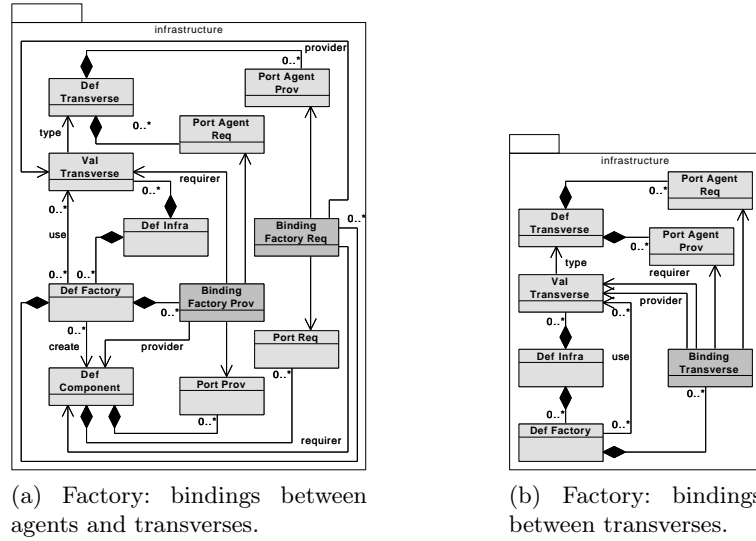 infrastructure
provider
0..*
Def
Transverse
Port Agent
Prov
0..*
Port Agent
Req
type
Val
Transverse
requirer
0..*
0..*
0..*
use
Def Infra
Binding
Factory Req
0..*
0..*
Def Factory
0..*
Binding
Factory Prov
0..*
create
provider
Port Req
Def
Component
Port Prov
0..*
0..*
requirer
(a) Factory: bindings between
agents and transverses.
infrastructure
Port Agent
Req
0..*
Def
Transverse
Port Agent
Prov
0..*
type
requirer
Val
Transverse
provider
0..*
0..*
Def Infra
use
Binding
Transverse
0..*
0..*
0..*
Def Factory
(b) Factory: bindings
between transverses.